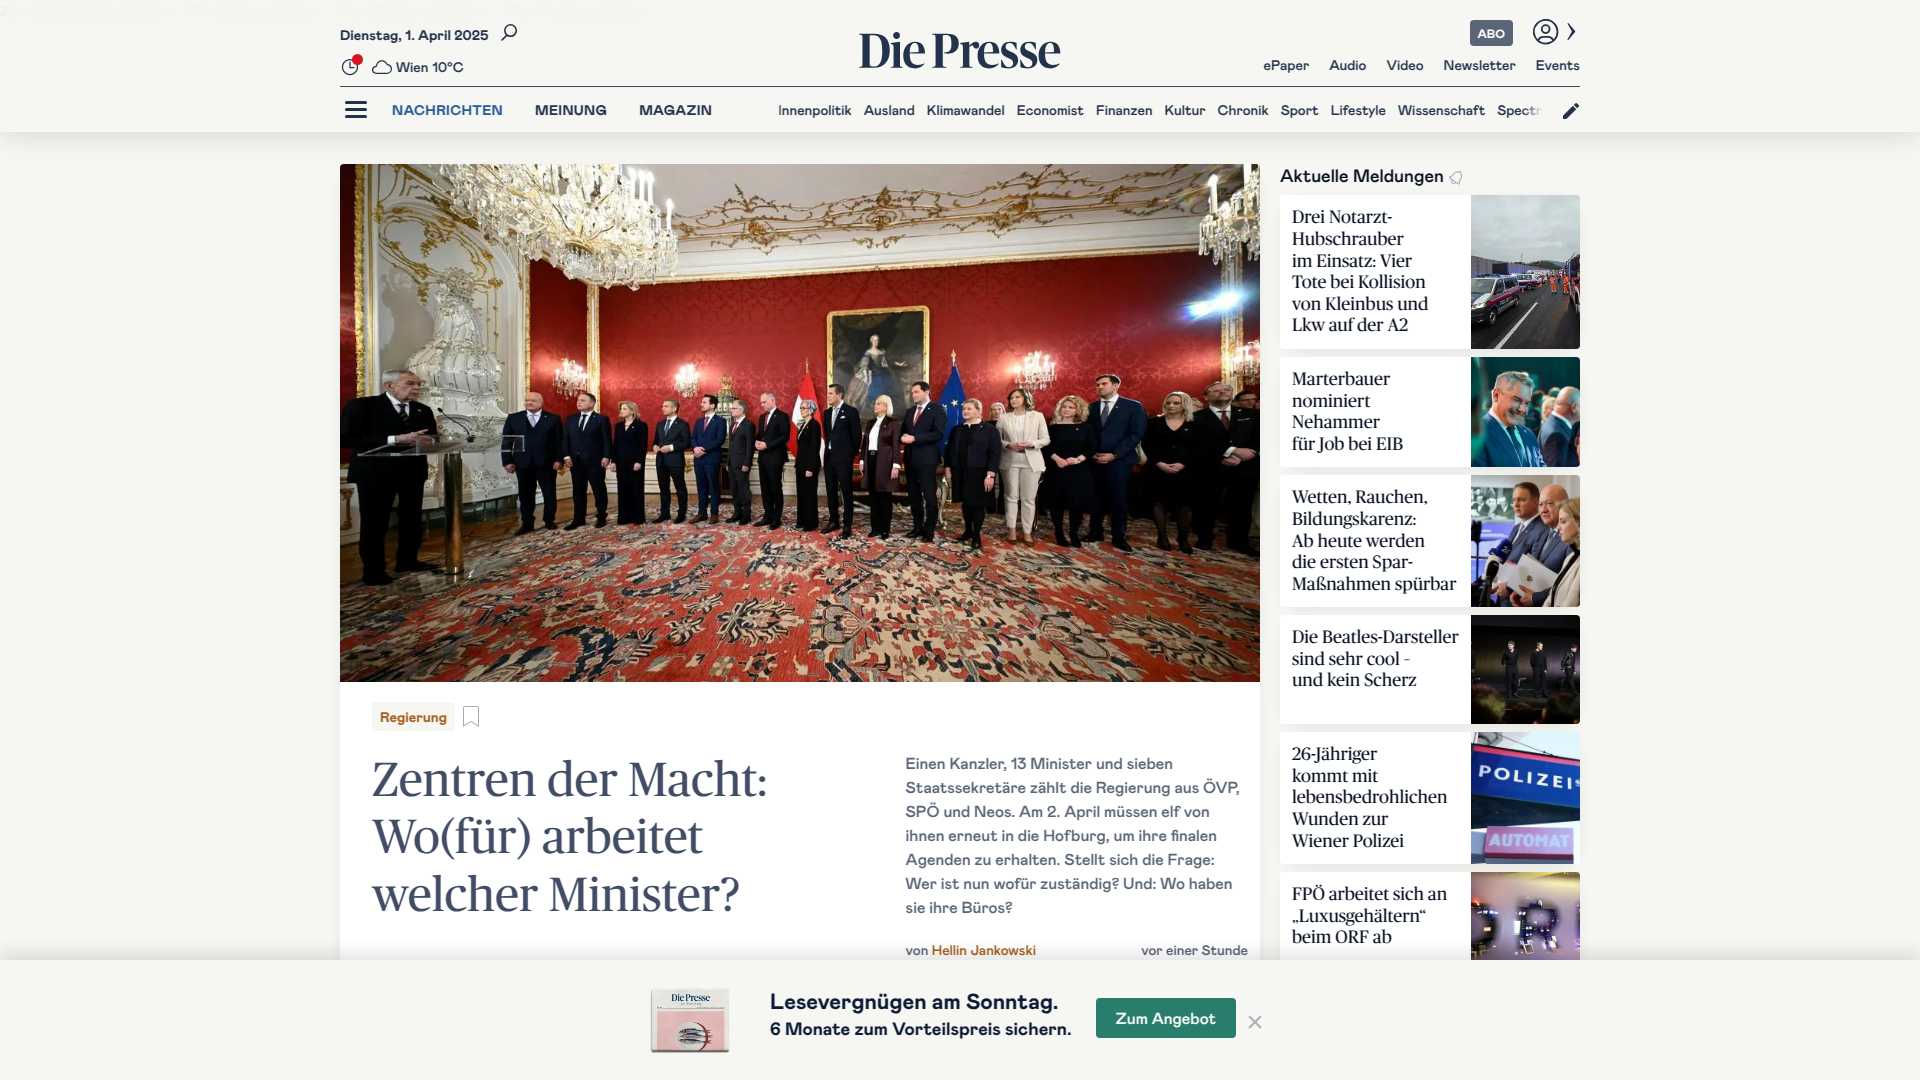 Dienstag, 1. April 2025
Wien 10°C
Die Presse
ABO
ePaper Audio Video Newsletter Events
NACHRICHTEN MEINUNG MAGAZIN
Innenpolitik Ausland Klimawandel Economist Finanzen Kultur Chronik Sport Lifestyle Wissenschaft Spectr
Regierung
Zentren der Macht:
Wo(für) arbeitet
welcher Minister?
Einen Kanzler, 13 Minister und sieben
Staatssekretäre zählt die Regierung aus ÖVP,
SPÖ und Neos. Am 2. April müssen elf von
ihnen erneut in die Hofburg, um ihre finalen
Agenden zu erhalten. Stellt sich die Frage:
Wer ist nun wofür zuständig? Und: Wo haben
sie ihre Büros?
von Hellin Jankowski
vor einer Stunde
Aktuelle Meldungen
Drei Notarzt-
Hubschrauber
im Einsatz: Vier
Tote bei Kollision
von Kleinbus und
Lkw auf der A2
Marterbauer
nominiert
Nehammer
für Job bei EIB
Wetten, Rauchen,
Bildungskarenz:
Ab heute werden
die ersten Spar-
Maßnahmen spürbar
Die Beatles-Darsteller
sind sehr cool –
und kein Scherz
26-Jähriger
kommt mit
lebensbedrohlichen
Wunden zur
Wiener Polizei
POLIZEI
AUTOMAT
FPÖ arbeitet sich an
„Luxusgehältern“
beim ORF ab
ORF
Die Presse
Lesevergnügen am Sonntag.
6 Monate zum Vorteilspreis sichern.
Zum Angebot